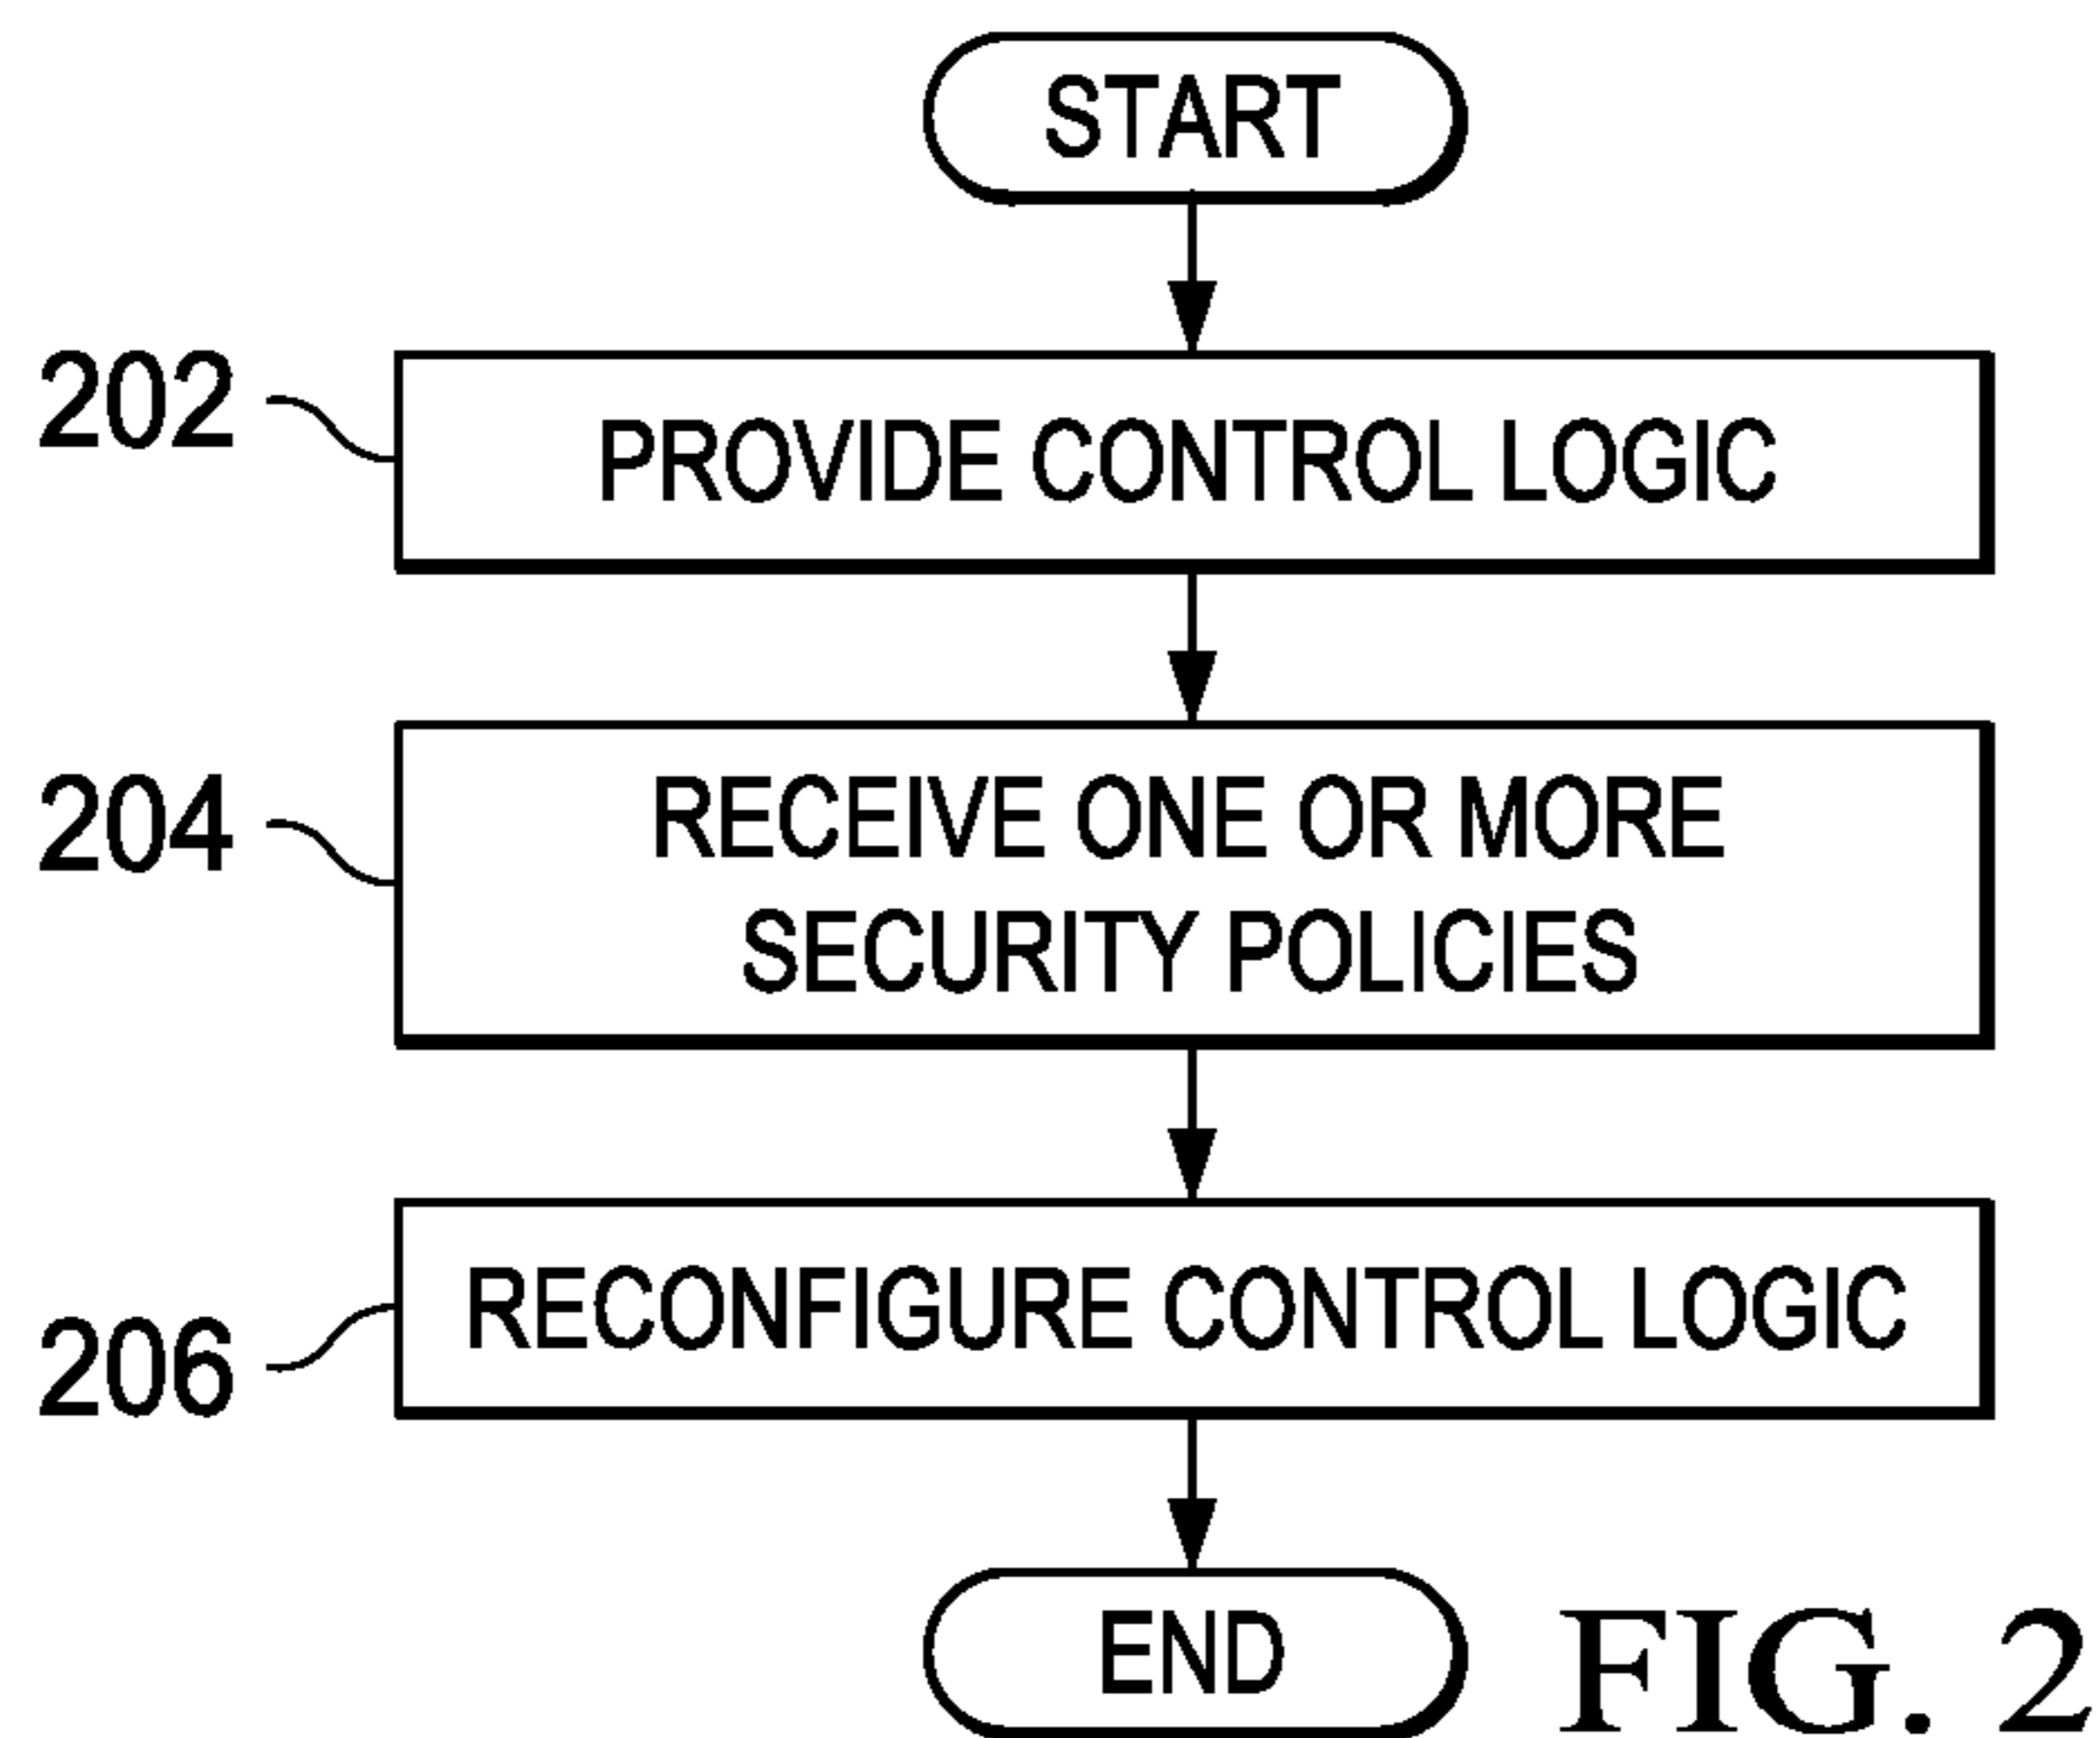 START
202
PROVIDE CONTROL LOGIC
204
RECEIVE ONE OR MORE
SECURITY POLICIES
206
RECONFIGURE CONTROL LOGIC
END
FIG. 2